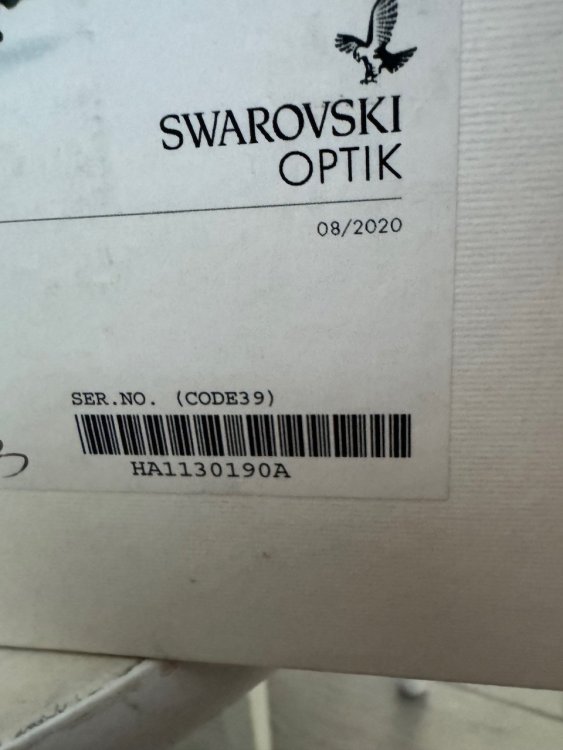 SWAROVSKI
OPTIK
08/2020
SER.NO. (CODE39)
HA1130190A